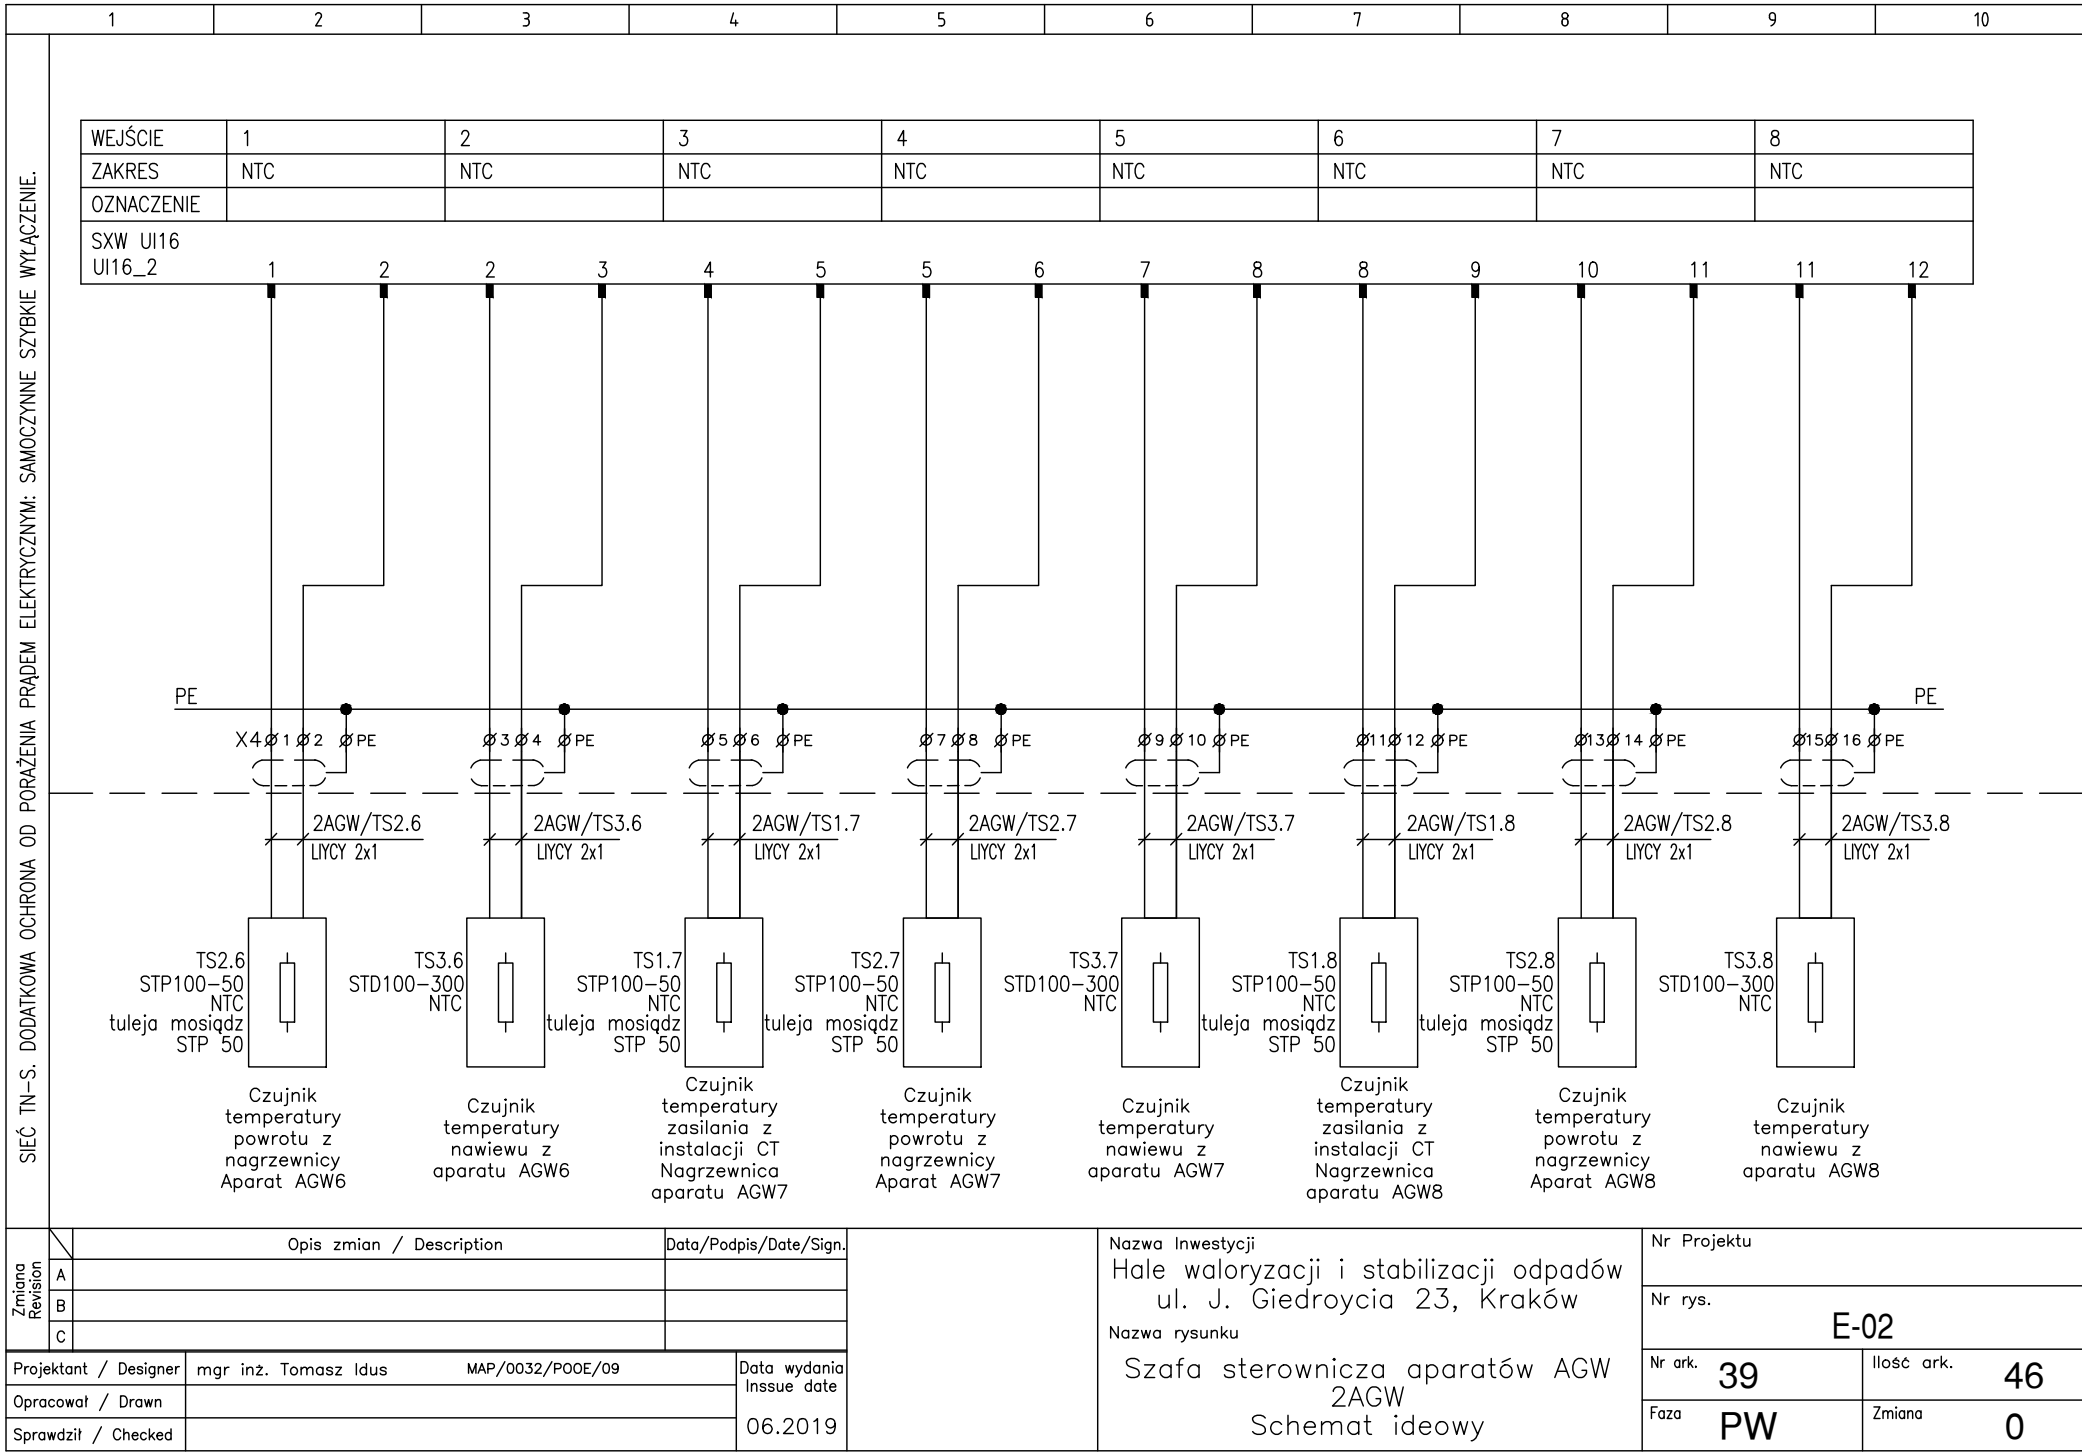 1 2 3 4 5 6 7 8 9 10
SIEĆ TN-S. DODATKOWA OCHRONA OD PORAŻENIA PRĄDEM ELEKTRYCZNYM: SAMOCZYNNE SZYBKIE WYŁĄCZENIE.
WEJŚCIE 1 2 3 4 5 6 7 8
ZAKRES NTC NTC NTC NTC NTC NTC NTC NTC
OZNACZENIE
SXW UI16
UI16_2 1 2 2 3 4 5 5 6 7 8 8 9 10 11 11 12
PE PE
X4 1 2 PE 3 4 PE 5 6 PE 7 8 PE 9 10 PE 11 12 PE 13 14 PE 15 16 PE
2AGW/TS2.6 2AGW/TS3.6 2AGW/TS1.7 2AGW/TS2.7 2AGW/TS3.7 2AGW/TS1.8 2AGW/TS2.8 2AGW/TS3.8
LIYCY 2x1 LIYCY 2x1 LIYCY 2x1 LIYCY 2x1 LIYCY 2x1 LIYCY 2x1 LIYCY 2x1 LIYCY 2x1
TS2.6
STP100-50
NTC
tuleja mosiądz
STP 50
TS3.6
STD100-300
NTC
TS1.7
STP100-50
NTC
tuleja mosiądz
STP 50
TS2.7
STP100-50
NTC
tuleja mosiądz
STP 50
TS3.7
STD100-300
NTC
TS1.8
STP100-50
NTC
tuleja mosiądz
STP 50
TS2.8
STP100-50
NTC
tuleja mosiądz
STP 50
TS3.8
STD100-300
NTC
Czujnik
temperatury
powrotu z
nagrzewnicy
Aparat AGW6
Czujnik
temperatury
nawiewu z
aparatu AGW6
Czujnik
temperatury
zasilania z
instalacji CT
Nagrzewnica
aparatu AGW7
Czujnik
temperatury
powrotu z
nagrzewnicy
Aparat AGW7
Czujnik
temperatury
nawiewu z
aparatu AGW7
Czujnik
temperatury
zasilania z
instalacji CT
Nagrzewnica
aparatu AGW8
Czujnik
temperatury
powrotu z
nagrzewnicy
Aparat AGW8
Czujnik
temperatury
nawiewu z
aparatu AGW8
Zmiana
Revision
Opis zmian / Description Data/Podpis/Date/Sign.
A
B
C
Projektant / Designer mgr inż. Tomasz Idus MAP/0032/POOE/09
Opracował / Drawn
Sprawdził / Checked
Data wydania
Inssue date
06.2019
Nazwa Inwestycji
Hale waloryzacji i stabilizacji odpadów
ul. J. Giedroycia 23, Kraków
Nazwa rysunku
Szafa sterownicza aparatów AGW
2AGW
Schemat ideowy
Nr Projektu
Nr rys.
E-02
Nr ark. 39 Ilość ark. 46
Faza PW Zmiana 0